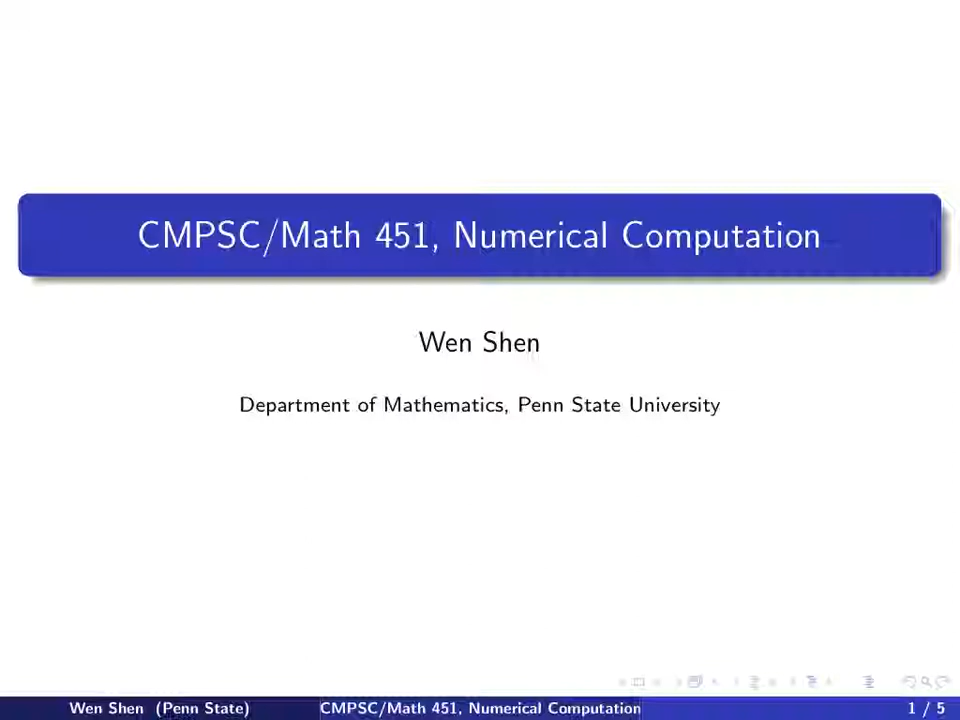 CMPSC/Math 451, Numerical Computation
Wen Shen
Department of Mathematics, Penn State University
Wen Shen (Penn State) CMPSC/Math 451, Numerical Computation 1 / 5